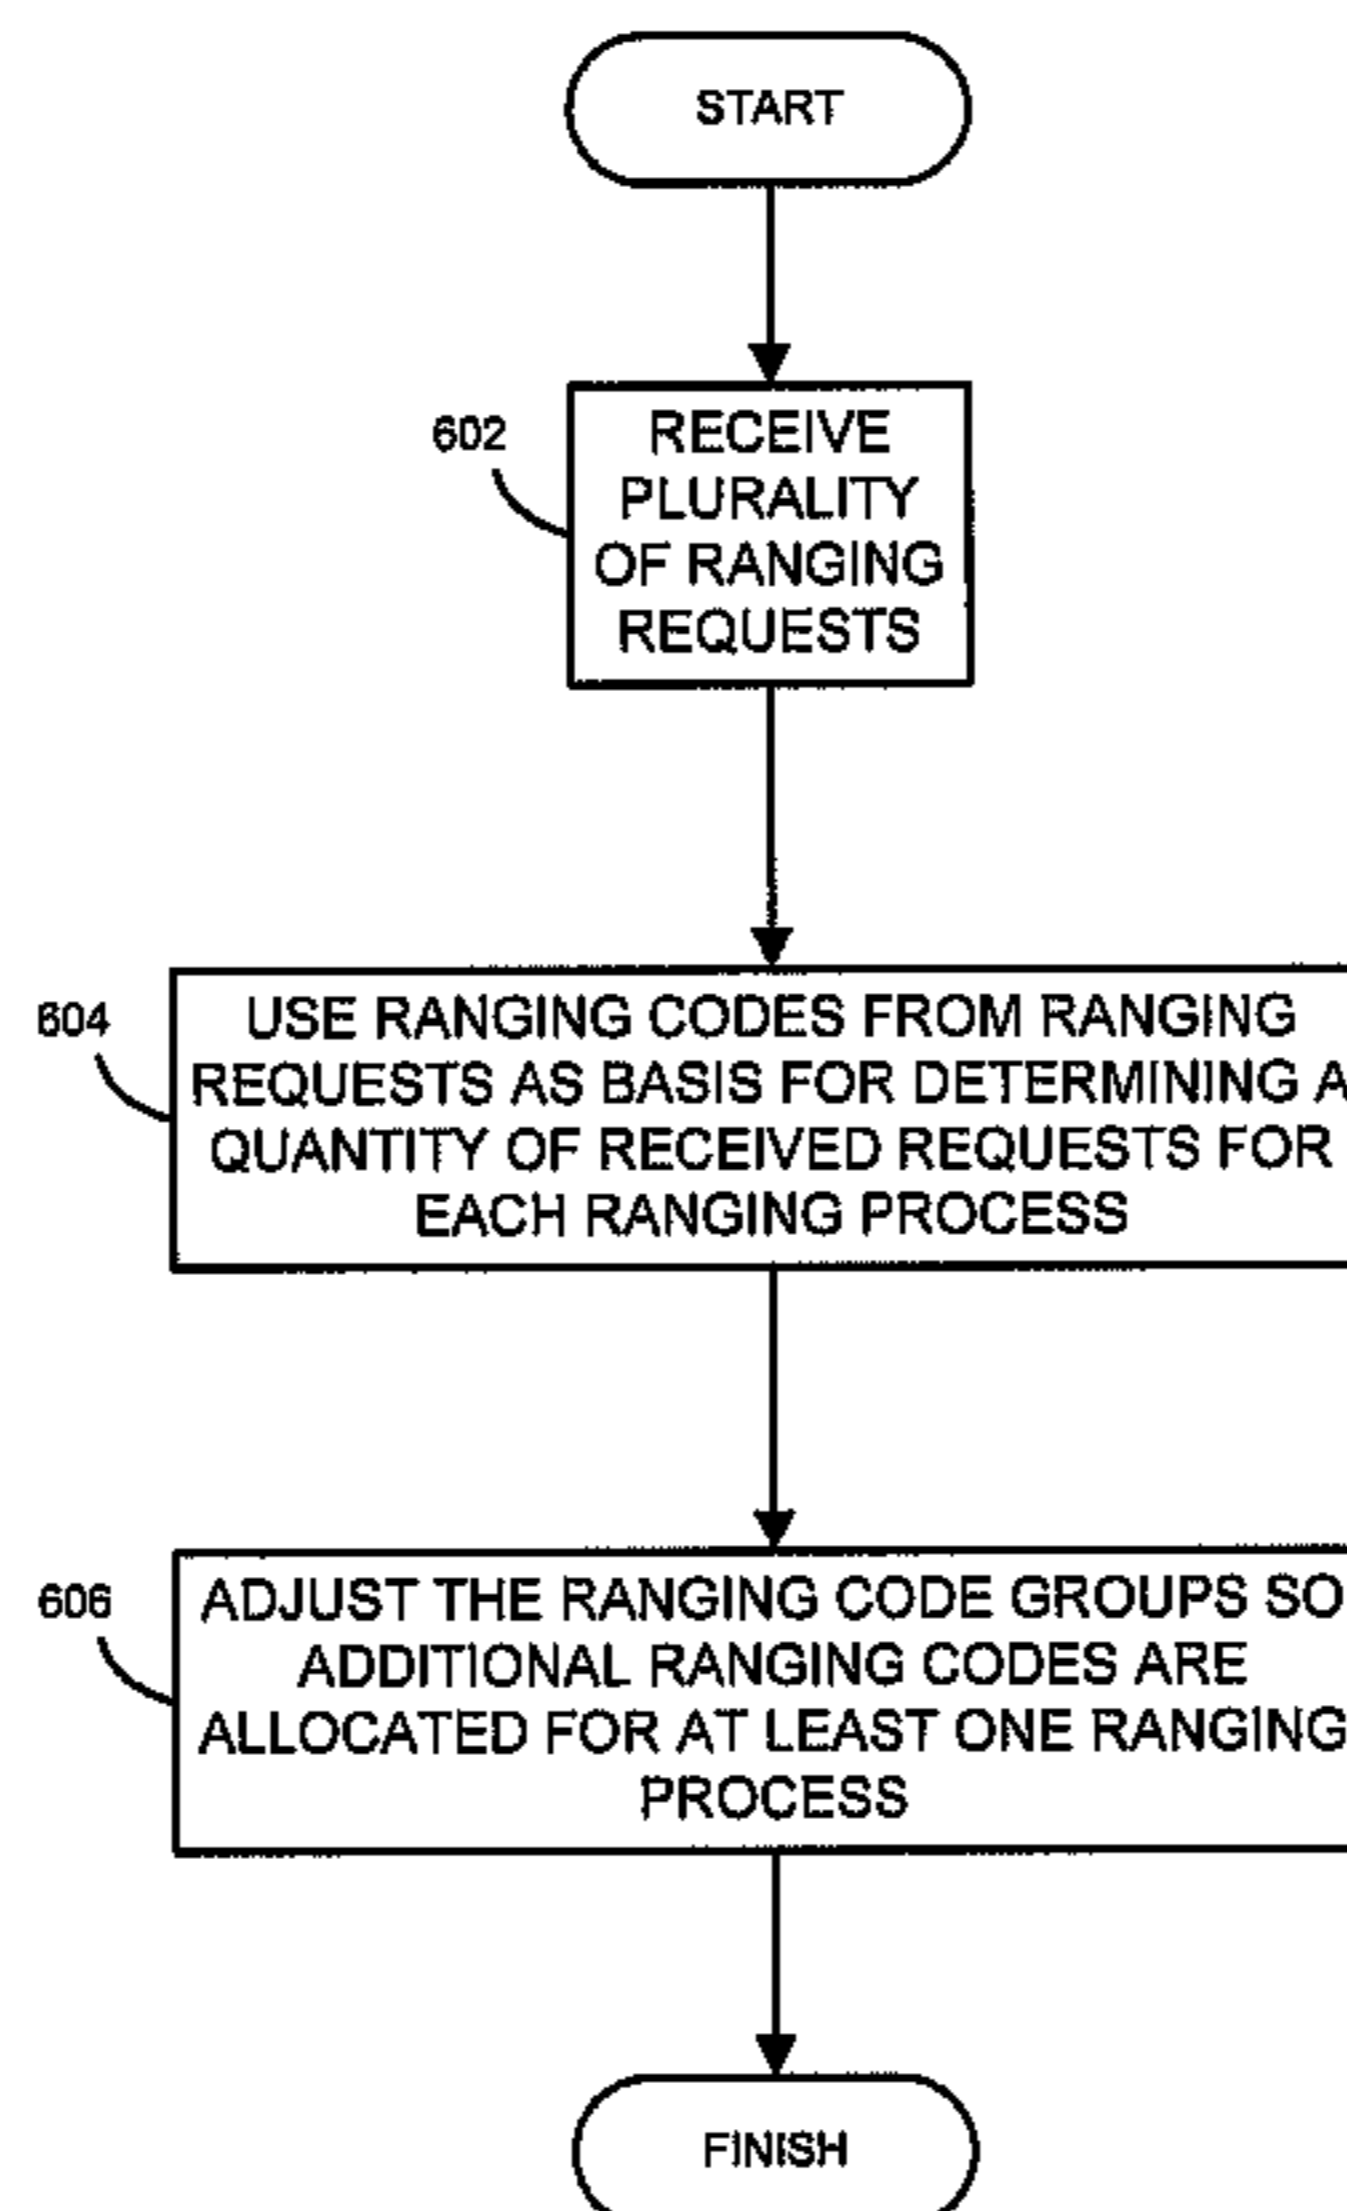 START
602
RECEIVE
PLURALITY
OF RANGING
REQUESTS
604
USE RANGING CODES FROM RANGING
REQUESTS AS BASIS FOR DETERMINING A
QUANTITY OF RECEIVED REQUESTS FOR
EACH RANGING PROCESS
606
ADJUST THE RANGING CODE GROUPS SO
ADDITIONAL RANGING CODES ARE
ALLOCATED FOR AT LEAST ONE RANGING
PROCESS
FINISH